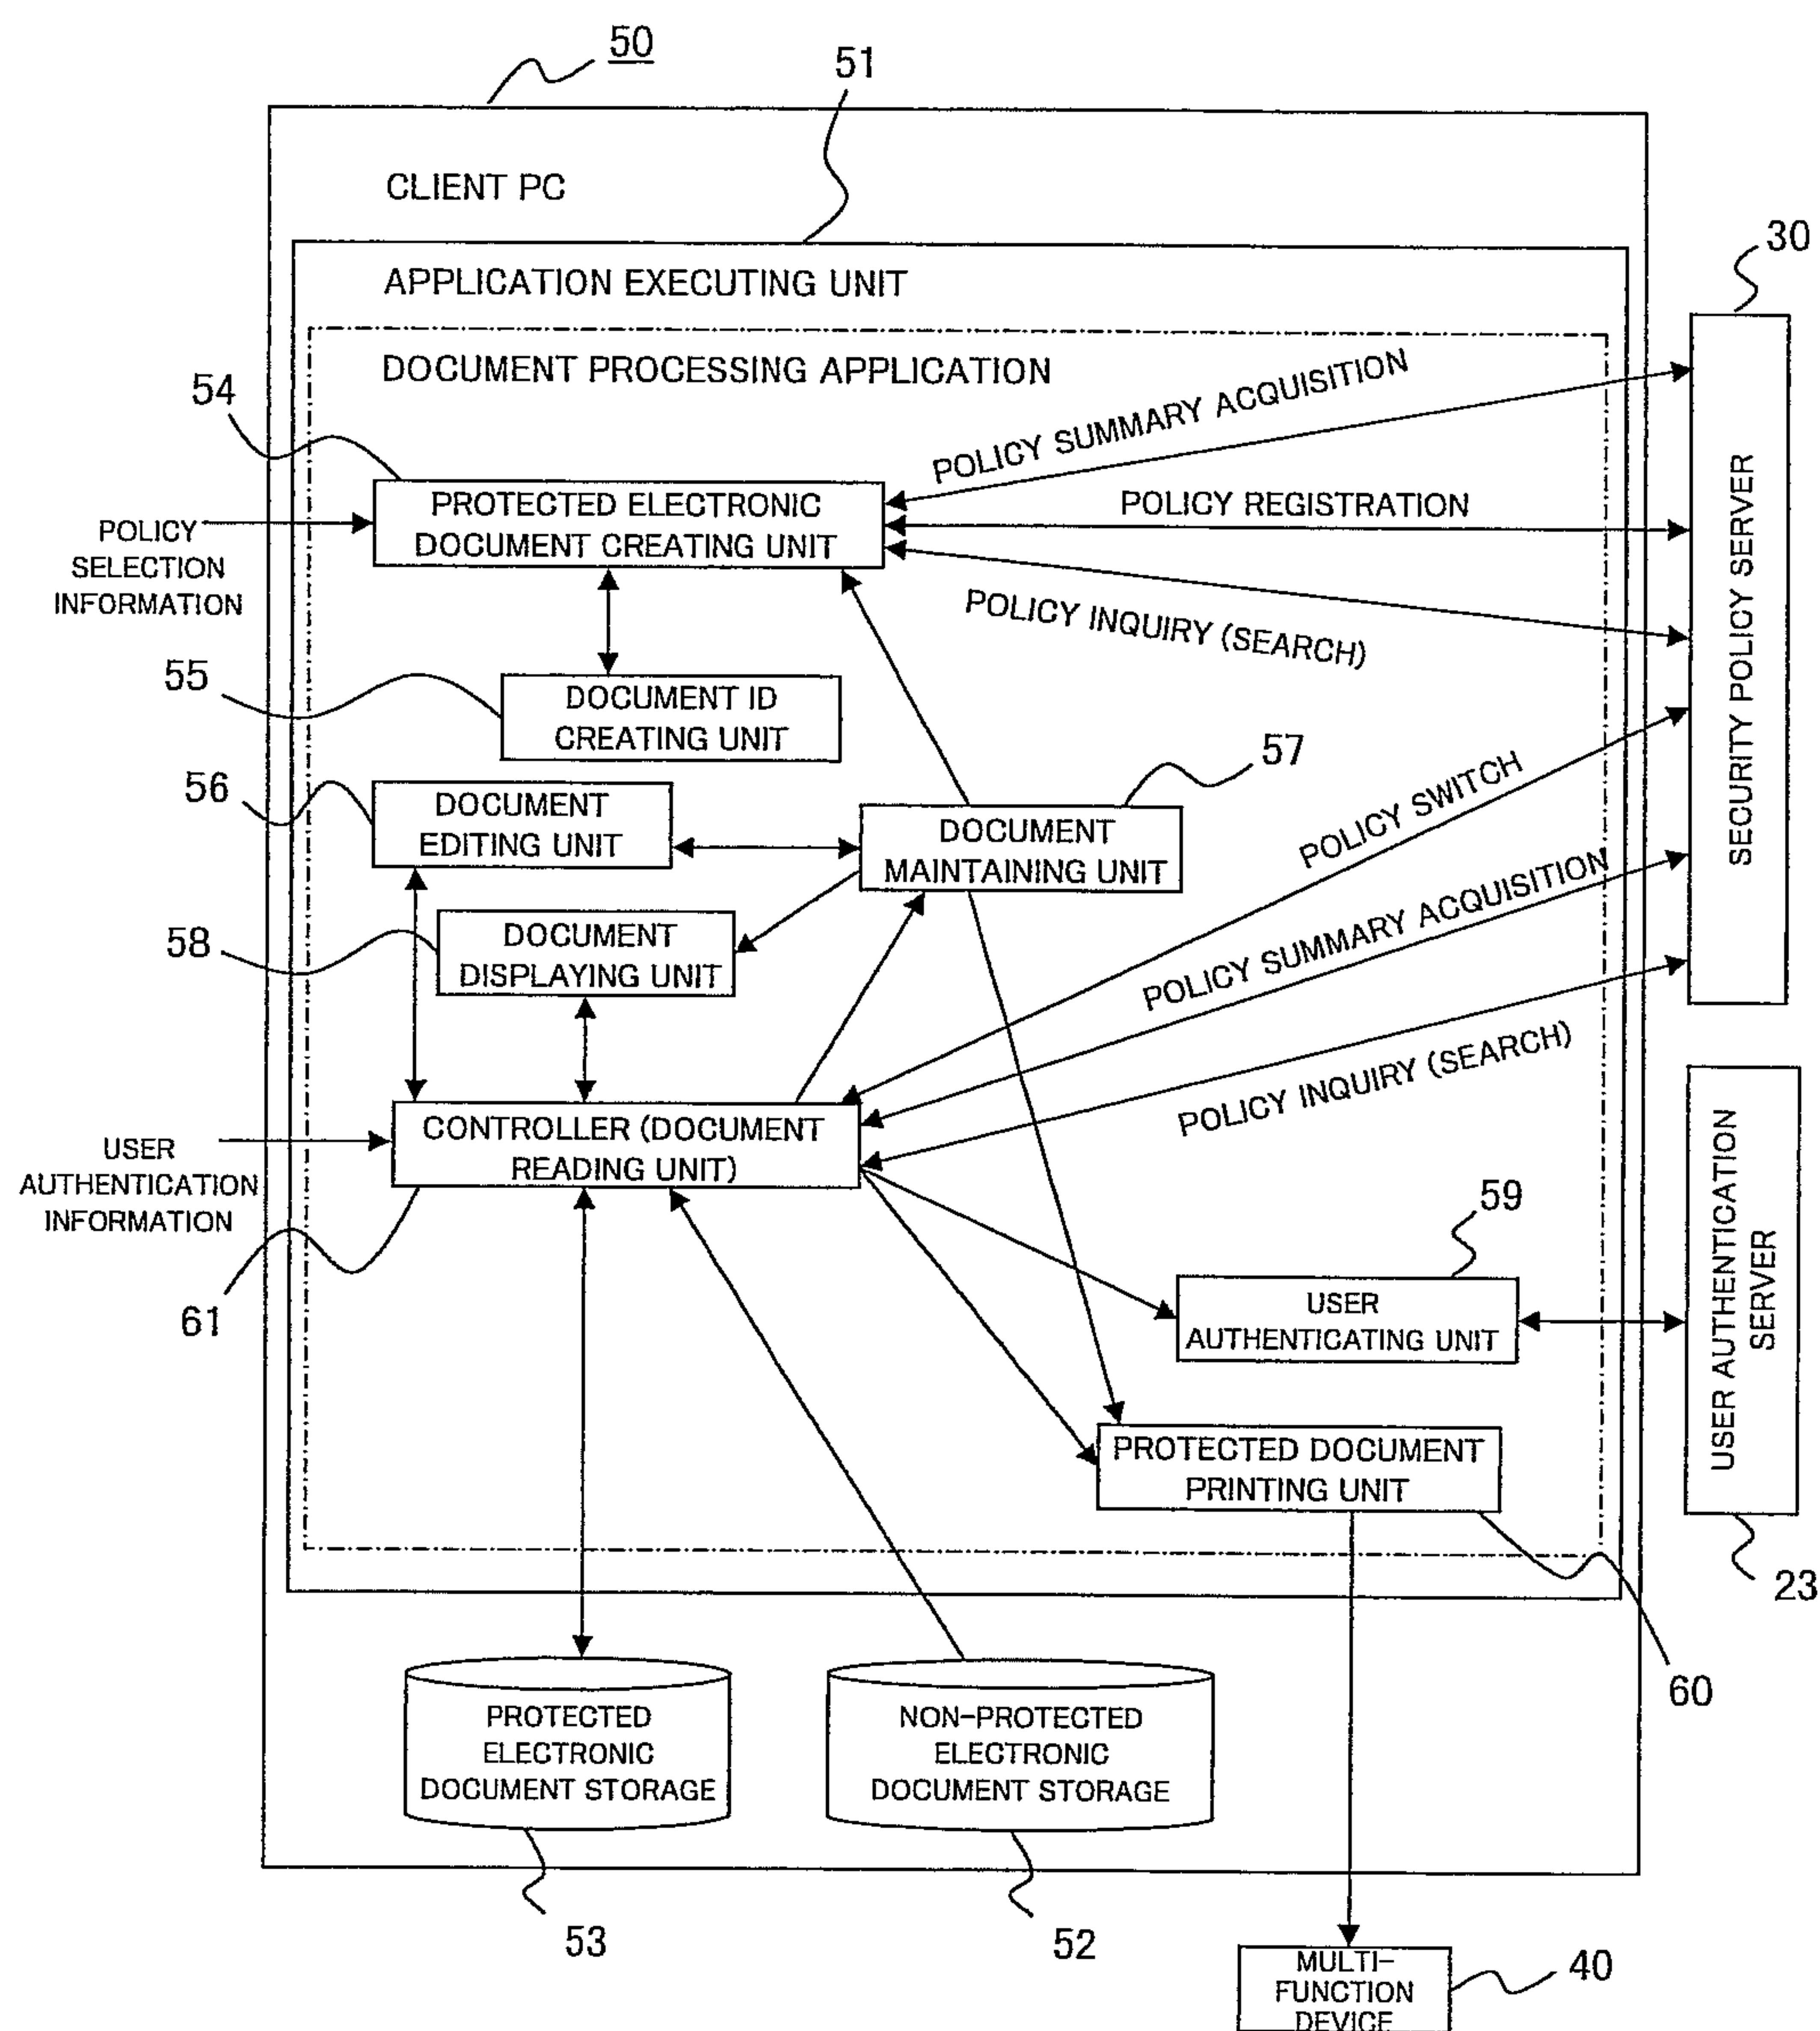 50
51
CLIENT PC
30
APPLICATION EXECUTING UNIT
DOCUMENT PROCESSING APPLICATION
54
POLICY SUMMARY ACQUISITION
PROTECTED ELECTRONIC
DOCUMENT CREATING UNIT
POLICY REGISTRATION
POLICY
SELECTION
INFORMATION
POLICY INQUIRY (SEARCH)
SECURITY POLICY SERVER
55
DOCUMENT ID
CREATING UNIT
57
56
DOCUMENT
EDITING UNIT
DOCUMENT
MAINTAINING UNIT
POLICY SWITCH
58
DOCUMENT
DISPLAYING UNIT
POLICY SUMMARY ACQUISITION
POLICY INQUIRY (SEARCH)
CONTROLLER (DOCUMENT
READING UNIT)
USER
AUTHENTICATION
INFORMATION
61
59
USER
AUTHENTICATING UNIT
USER AUTHENTICATION
SERVER
PROTECTED DOCUMENT
PRINTING UNIT
23
60
PROTECTED
ELECTRONIC
DOCUMENT STORAGE
NON-PROTECTED
ELECTRONIC
DOCUMENT STORAGE
53
52
MULTI-
FUNCTION
DEVICE
40